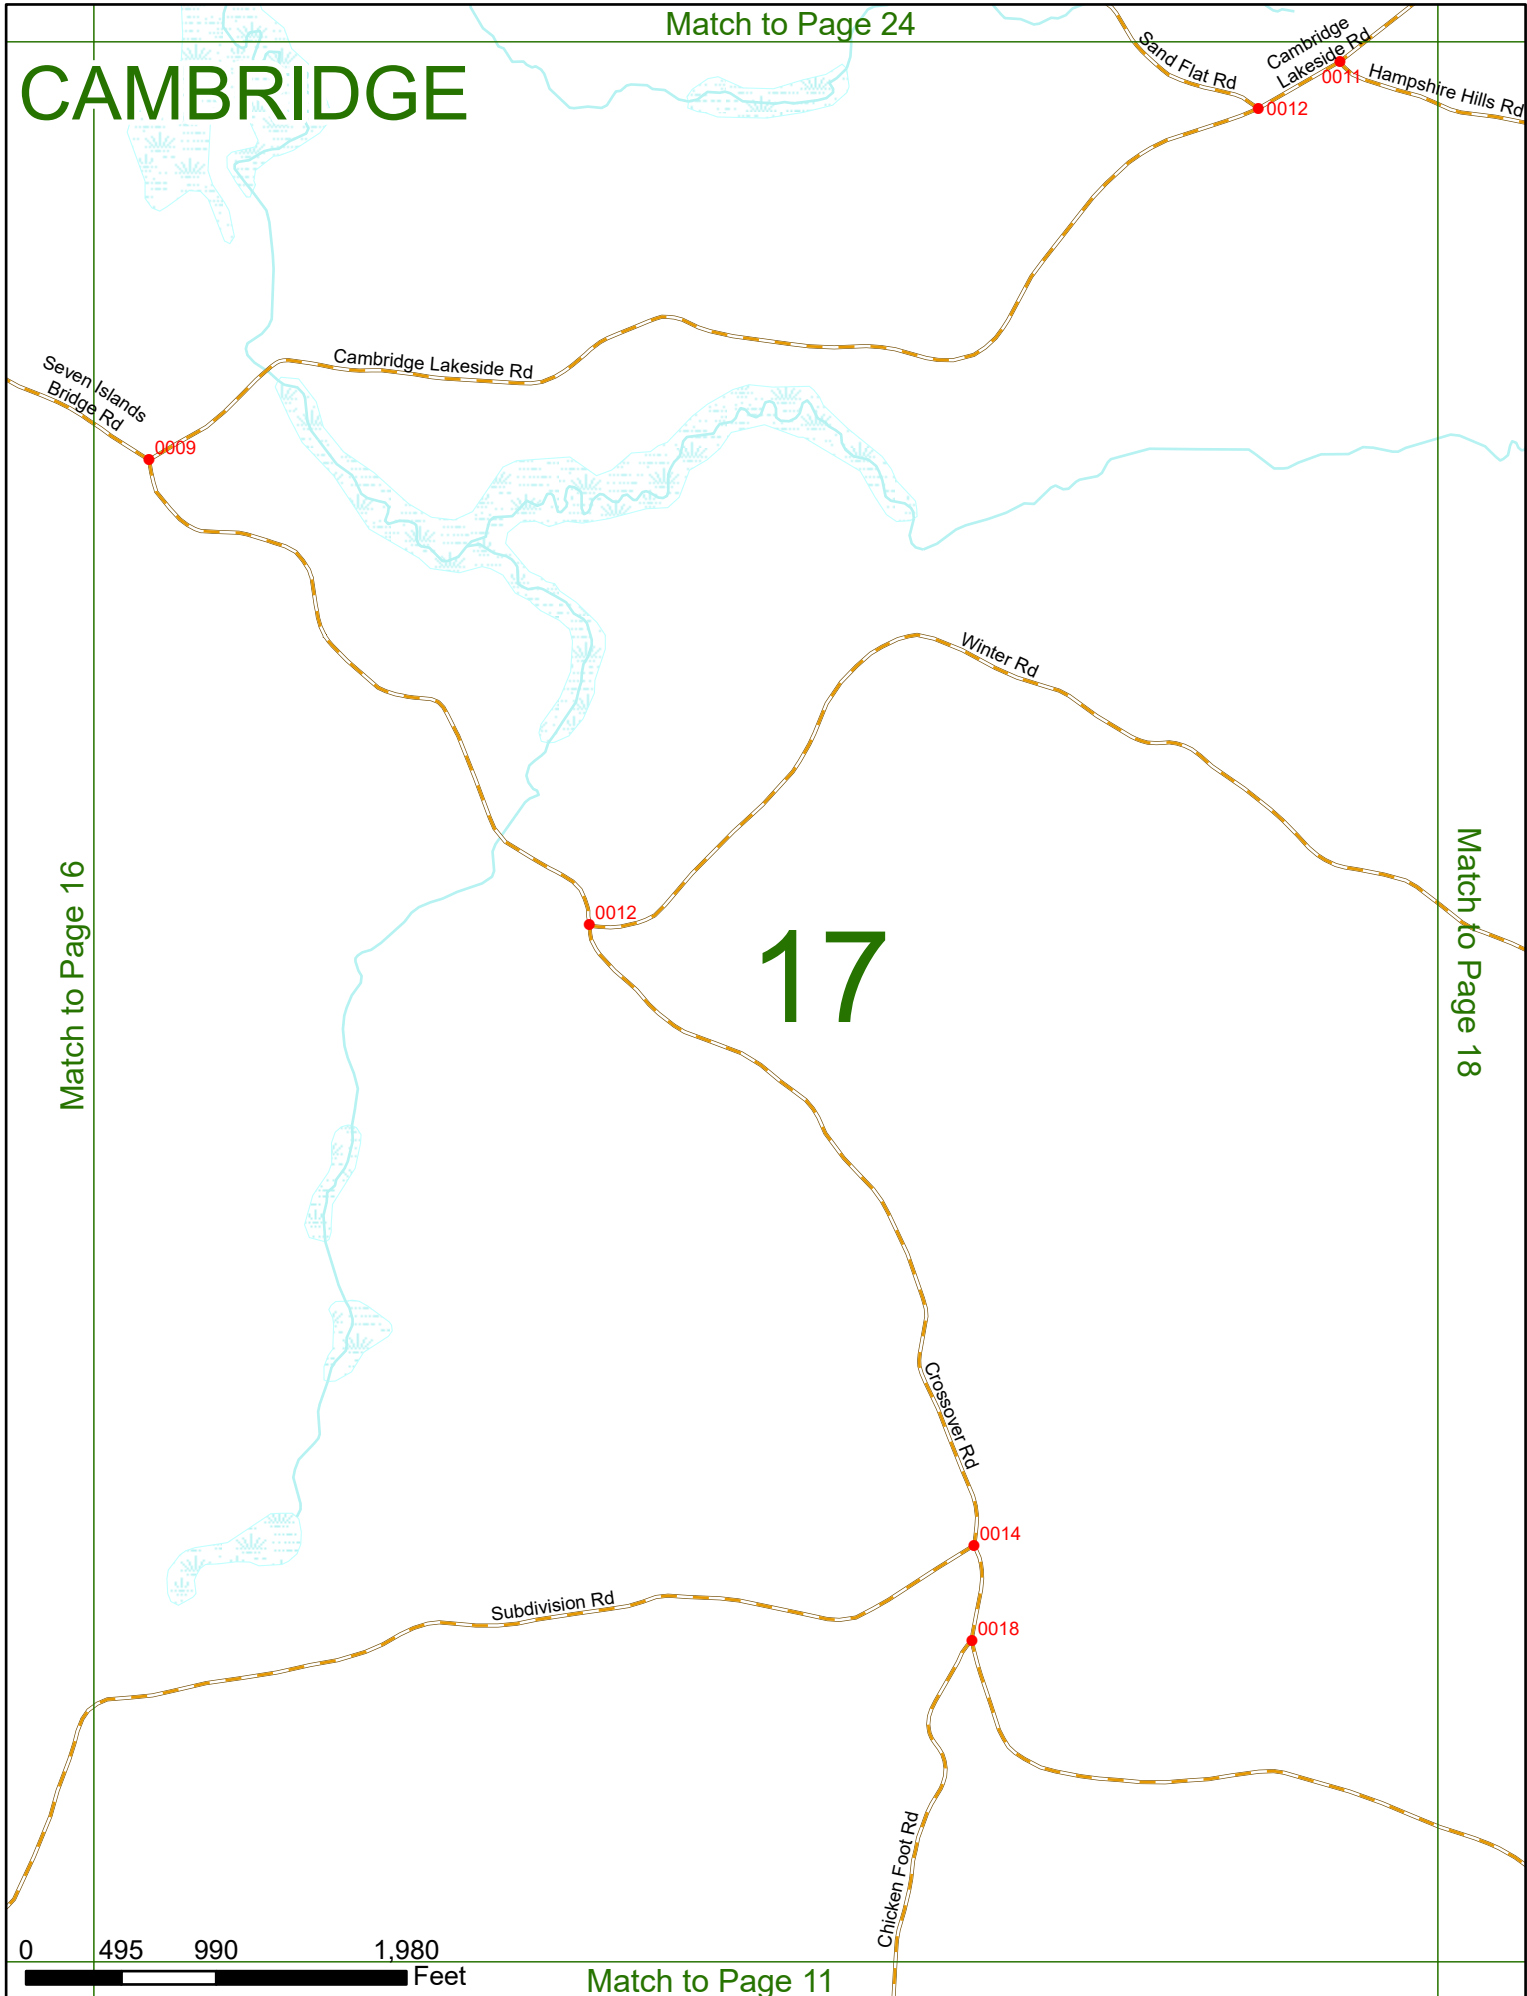 Match to Page 24
CAMBRIDGE
Sand Flat Rd
Cambridge
Lakeside Rd
0011
Hampshire Hills Rd
0012
Seven Islands
Bridge Rd
Cambridge Lakeside Rd
0009
Winter Rd
Match to Page 16
0012
17
Match to Page 18
Crossover Rd
0014
Subdivision Rd
0018
Chicken Foot Rd
0 495 990 1,980
Feet
Match to Page 11